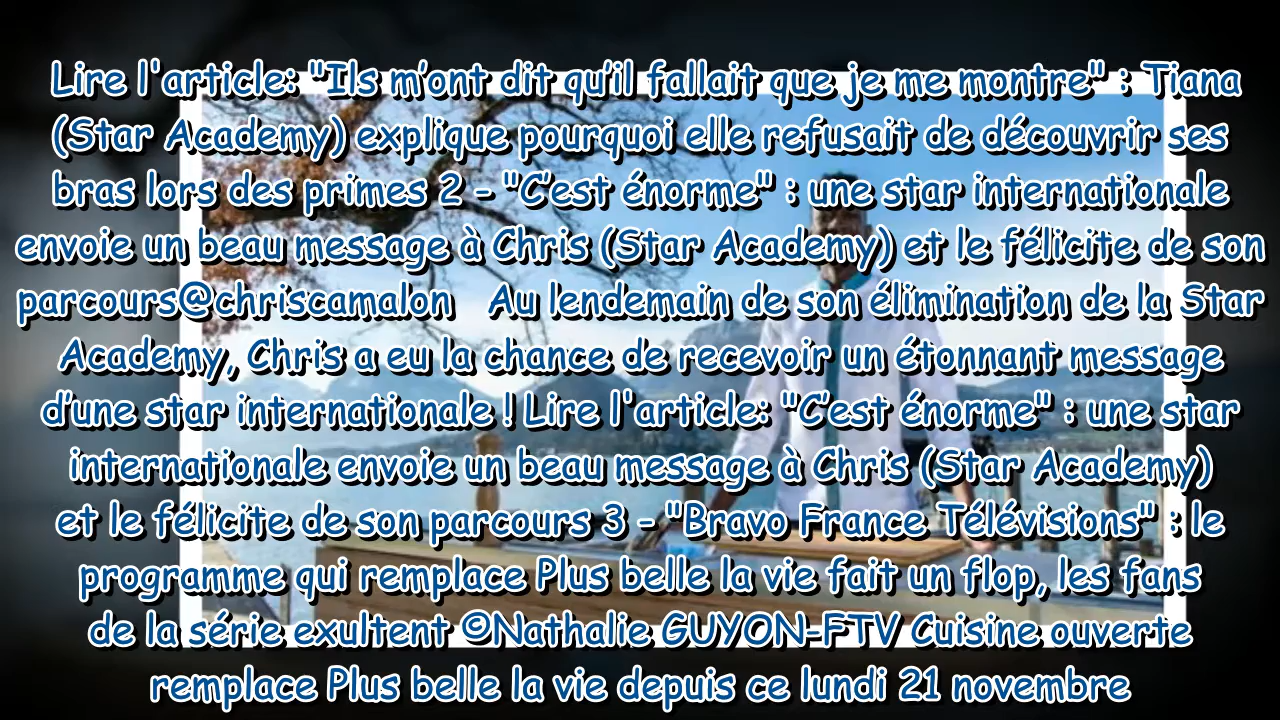 Lire l'article: "Ils m’ont dit qu’il fallait que je me montre" : Tiana
(Star Academy) explique pourquoi elle refusait de découvrir ses
bras lors des primes 2 - "C’est énorme" : une star internationale
envoie un beau message à Chris (Star Academy) et le félicite de son
parcours@chriscamalon   Au lendemain de son élimination de la Star
Academy, Chris a eu la chance de recevoir un étonnant message
d’une star internationale ! Lire l'article: "C’est énorme" : une star
internationale envoie un beau message à Chris (Star Academy)
et le félicite de son parcours 3 - "Bravo France Télévisions" : le
programme qui remplace Plus belle la vie fait un flop, les fans
de la série exultent ©Nathalie GUYON-FTV Cuisine ouverte
remplace Plus belle la vie depuis ce lundi 21 novembre